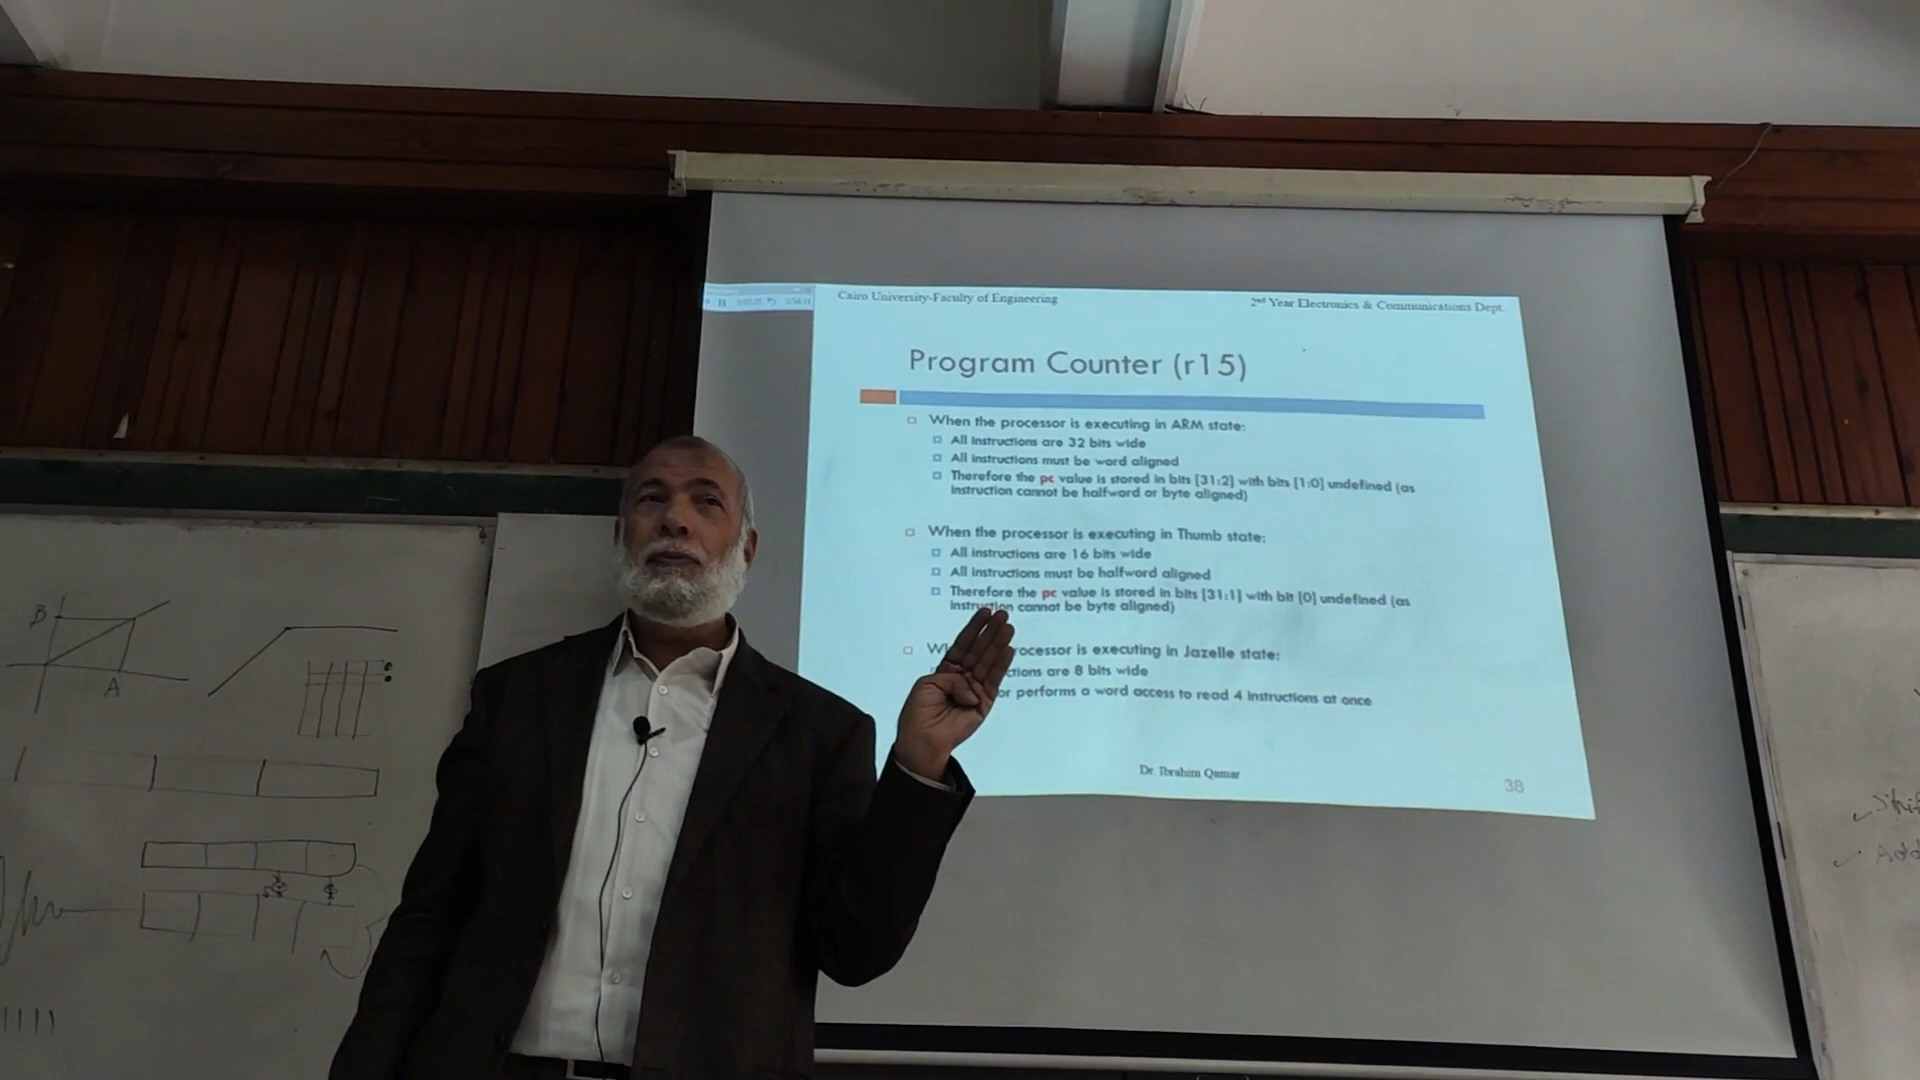 Cairo University-Faculty of Engineering
2nd Year Electronics & Communications Dept.
Program Counter (r15)
When the processor is executing in ARM state:
All instructions are 32 bits wide
All instructions must be word aligned
Therefore the pc value is stored in bits [31:2] with bits [1:0] undefined (as
instruction cannot be halfword or byte aligned)
When the processor is executing in Thumb state:
All instructions are 16 bits wide
All instructions must be halfword aligned
Therefore the pc value is stored in bits [31:1] with bit [0] undefined (as
instruction cannot be byte aligned)
rocessor is executing in Jazelle state:
ctions are 8 bits wide
or performs a word access to read 4 instructions at once
Dr. Ibrahim Qamar
38
B
A